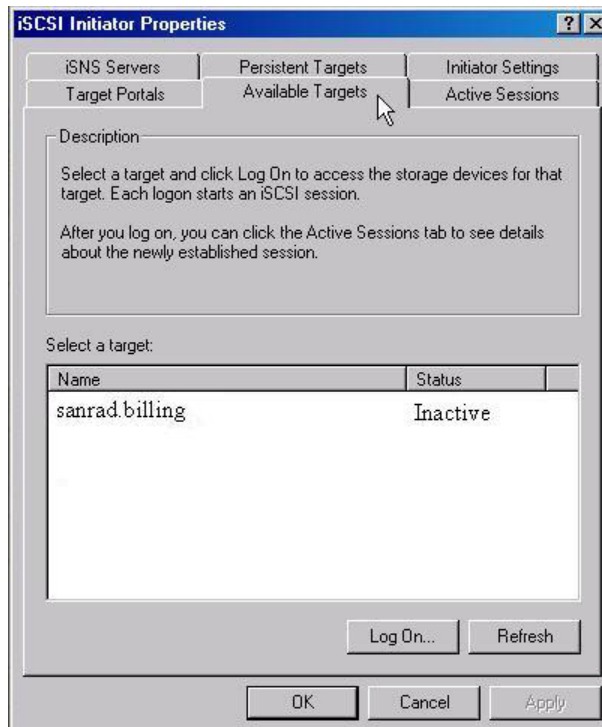 iSCSI Initiator Properties
iSNS Servers Persistent Targets Initiator Settings
Target Portals Available Targets Active Sessions
Description
Select a target and click Log On to access the storage devices for that
target. Each logon starts an iSCSI session.
After you log on, you can click the Active Sessions tab to see details
about the newly established session.
Select a target:
Name Status
sanrad.billing Inactive
Log On... Refresh
OK Cancel Apply